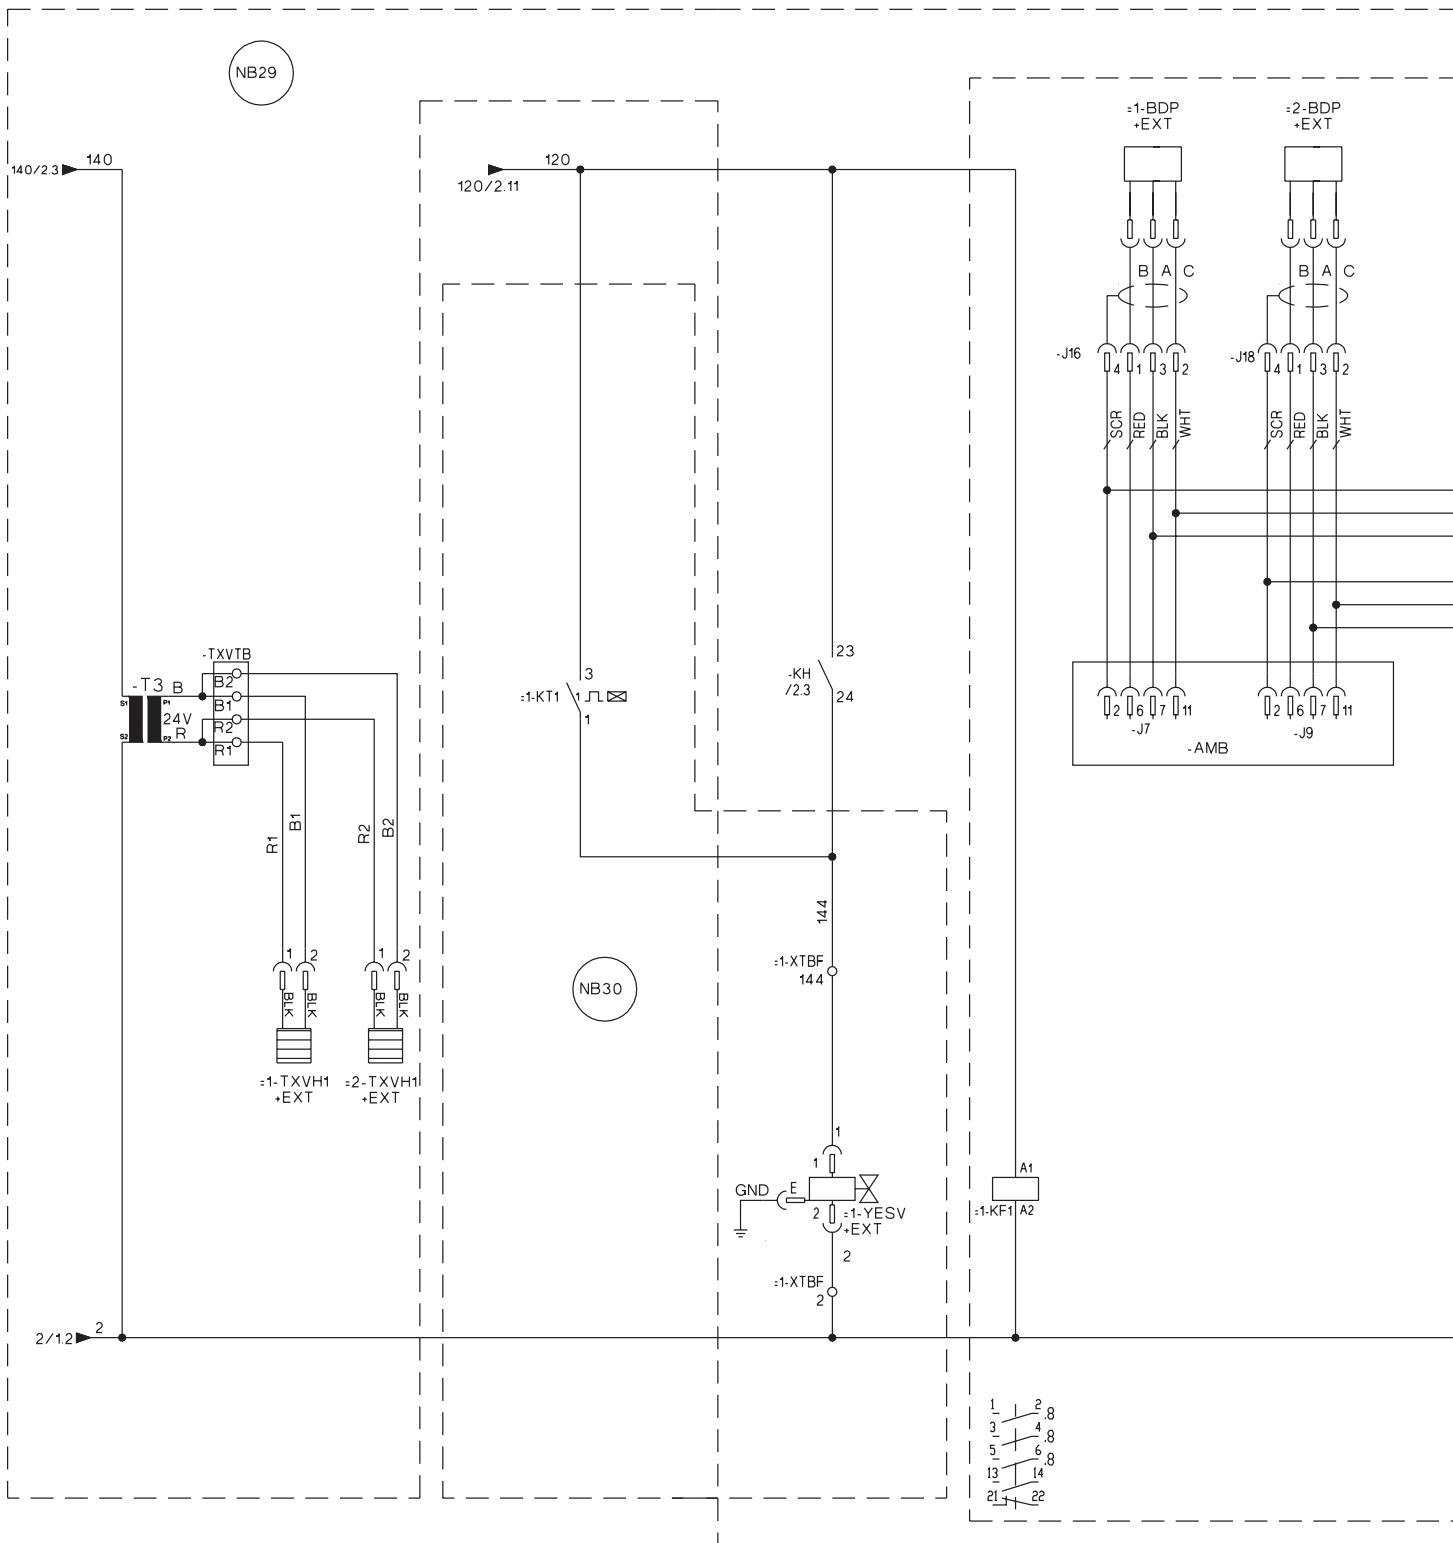 NB29
140/2.3
140
120
120/2.11
=1-BDP
+EXT
=2-BDP
+EXT
B A C
B A C
-J16
4 1 3 2
-J18
4 1 3 2
SCR
RED
BLK
WHT
SCR
RED
BLK
WHT
-TXVTB
-T3
B
B2
S1
P1
B1
24V
R2
S2
P2
R
R1
3
=1-KT1
1
1
23
-KH
/2.3
24
2 6 7 11
-J7
2 6 7 11
-J9
-AMB
R1
B1
R2
B2
144
1 2
1 2
BLK
BLK
BLK
BLK
=1-TXVH1
+EXT
=2-TXVH1
+EXT
NB30
=1-XTBF
144
1
1
GND
E
2
=1-YESV
+EXT
2
=1-XTBF
2
A1
=1-KF1
A2
2/1.2
2
1 2 .8
3 4 .8
5 6 .8
13 14
21 22